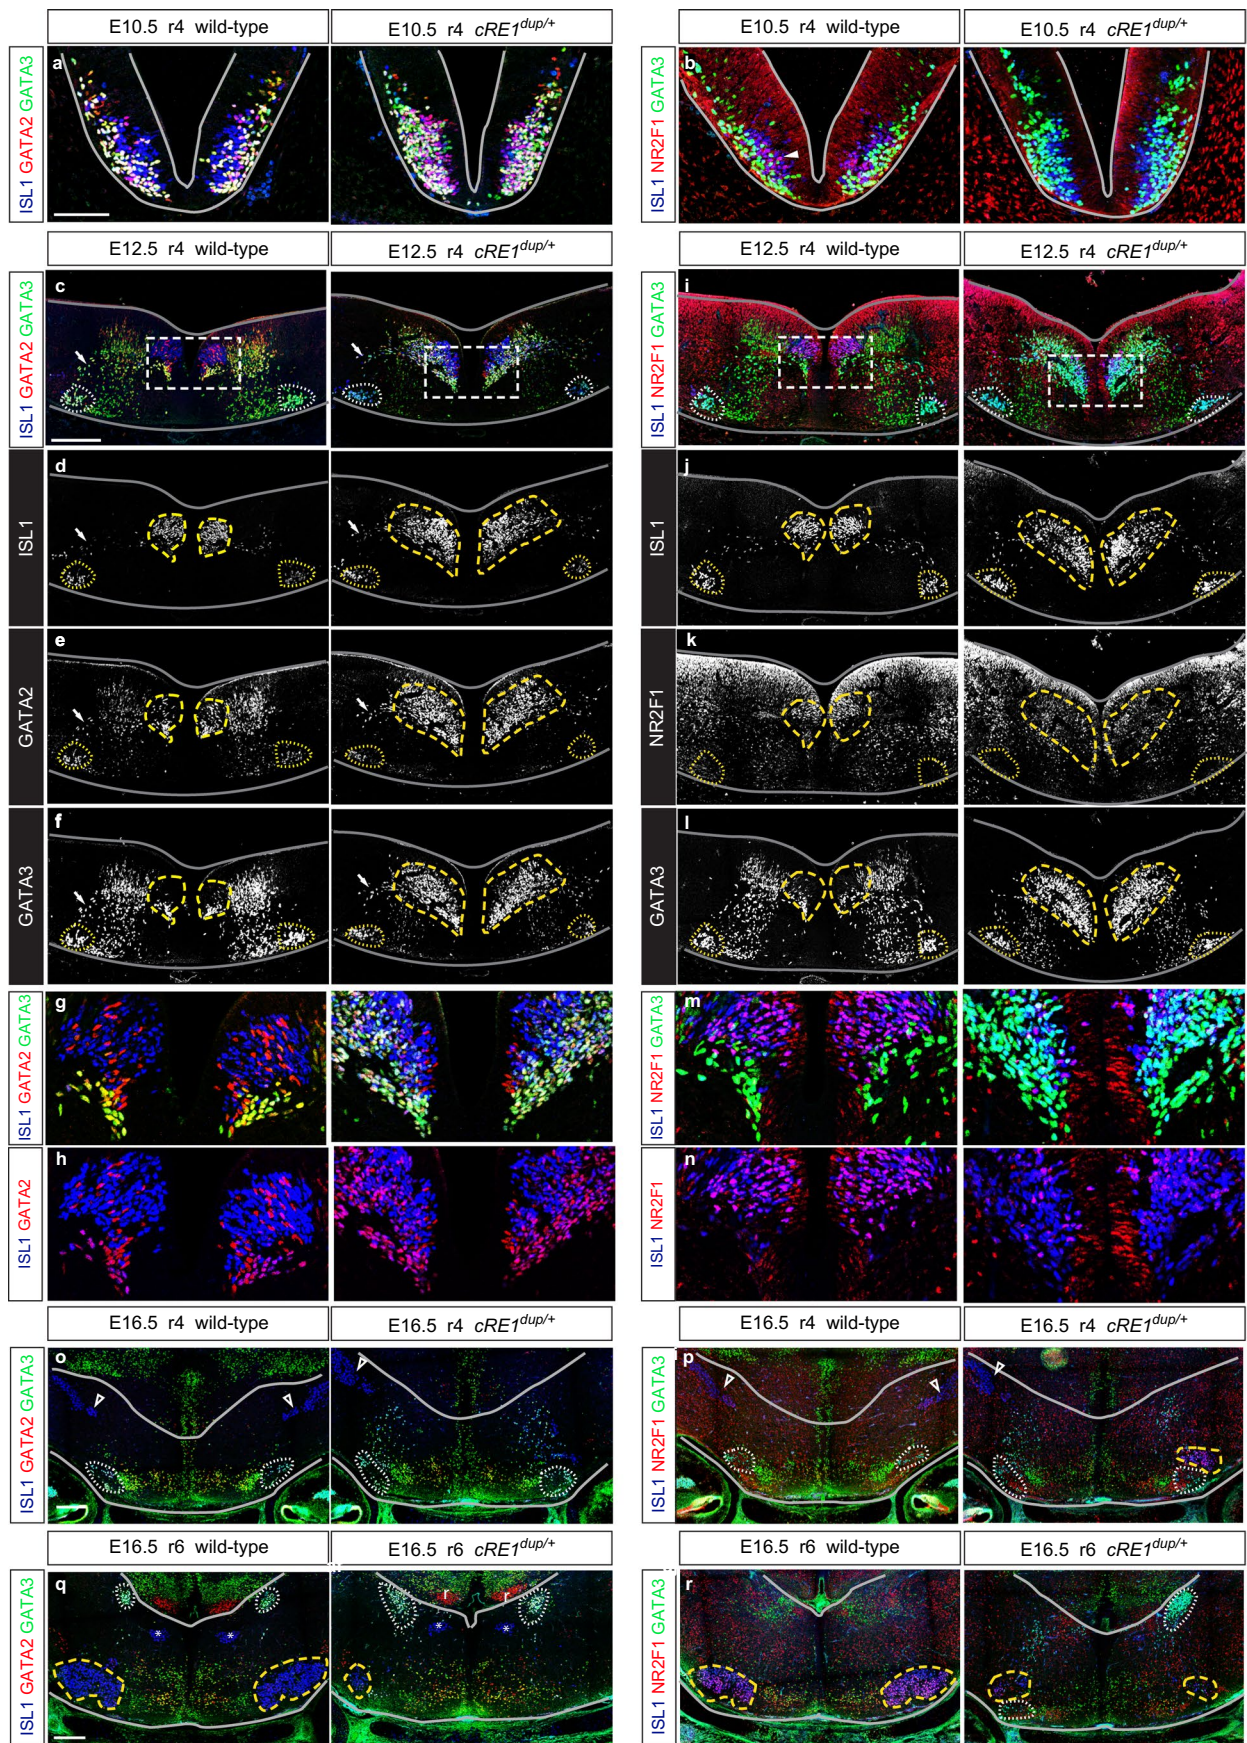 E10.5 r4 wild-type
E10.5 r4 cRE1dup/+
E10.5 r4 wild-type
E10.5 r4 cRE1dup/+
ISL1 GATA2 GATA3
a
ISL1 NR2F1 GATA3
b
E12.5 r4 wild-type
E12.5 r4 cRE1dup/+
E12.5 r4 wild-type
E12.5 r4 cRE1dup/+
ISL1 GATA2 GATA3
c
ISL1 NR2F1 GATA3
i
ISL1
d
ISL1
j
GATA2
e
NR2F1
k
GATA3
f
GATA3
l
ISL1 GATA2 GATA3
g
ISL1 NR2F1 GATA3
m
ISL1 GATA2
h
ISL1 NR2F1
n
E16.5 r4 wild-type
E16.5 r4 cRE1dup/+
E16.5 r4 wild-type
E16.5 r4 cRE1dup/+
ISL1 GATA2 GATA3
o
ISL1 NR2F1 GATA3
p
E16.5 r6 wild-type
E16.5 r6 cRE1dup/+
E16.5 r6 wild-type
E16.5 r6 cRE1dup/+
ISL1 GATA2 GATA3
q
* *
r r
* *
ISL1 NR2F1 GATA3
r